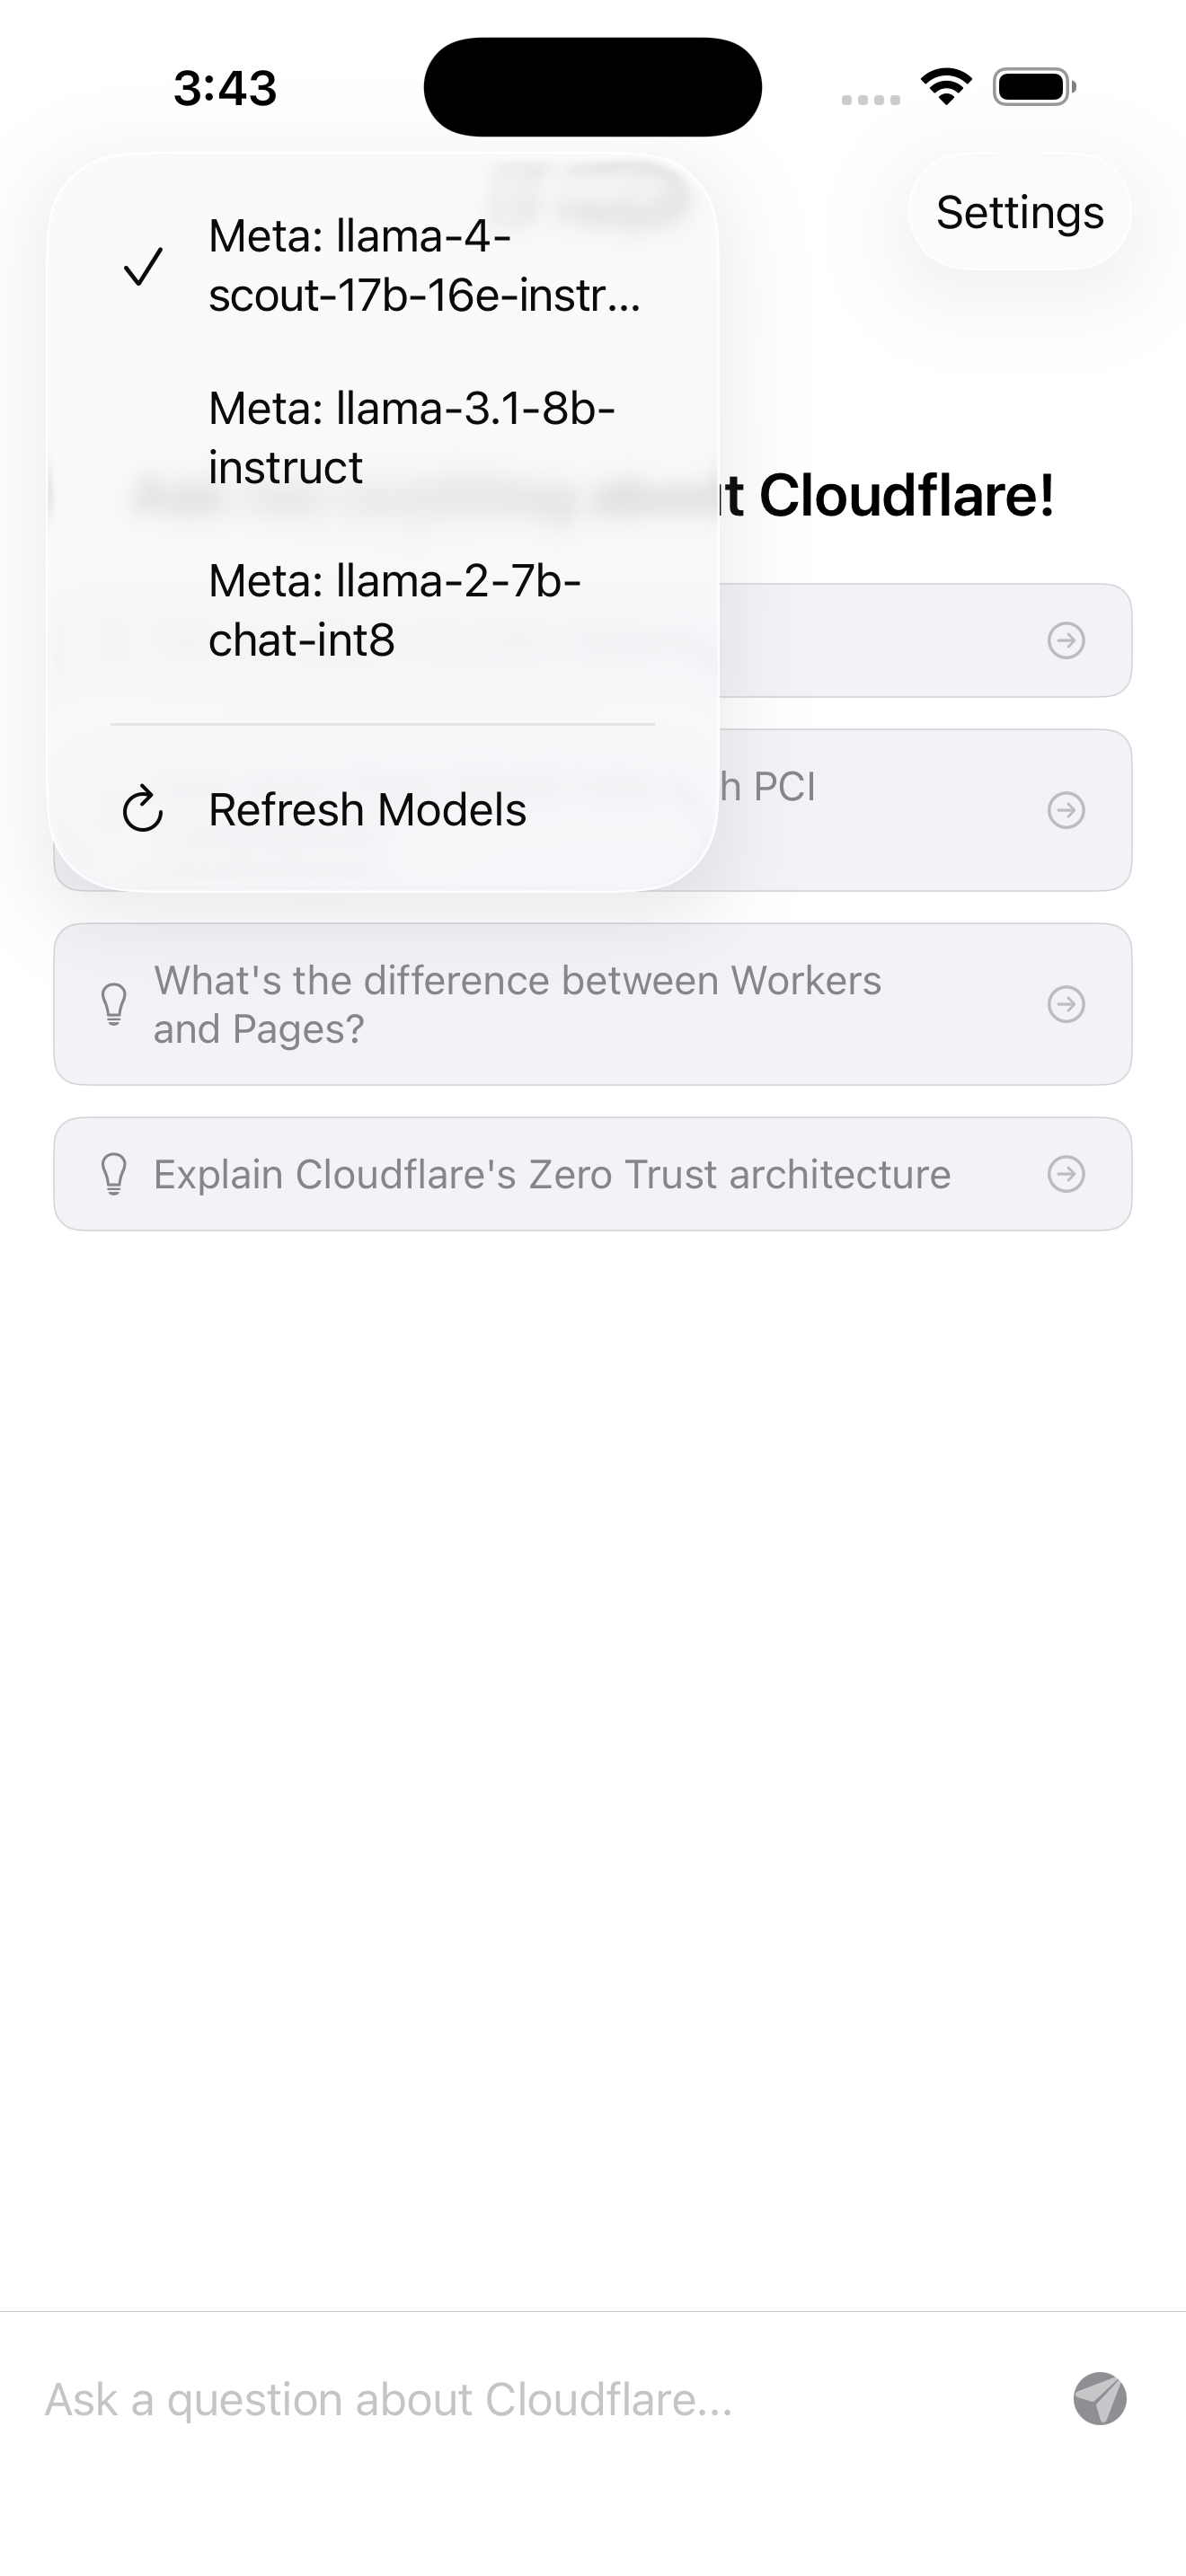 3:43
Settings
Meta: llama-4-
scout-17b-16e-instr...
Meta: llama-3.1-8b-
instruct
t Cloudflare!
Meta: llama-2-7b-
chat-int8
h PCI
Refresh Models
What's the difference between Workers
and Pages?
Explain Cloudflare's Zero Trust architecture
Ask a question about Cloudflare...